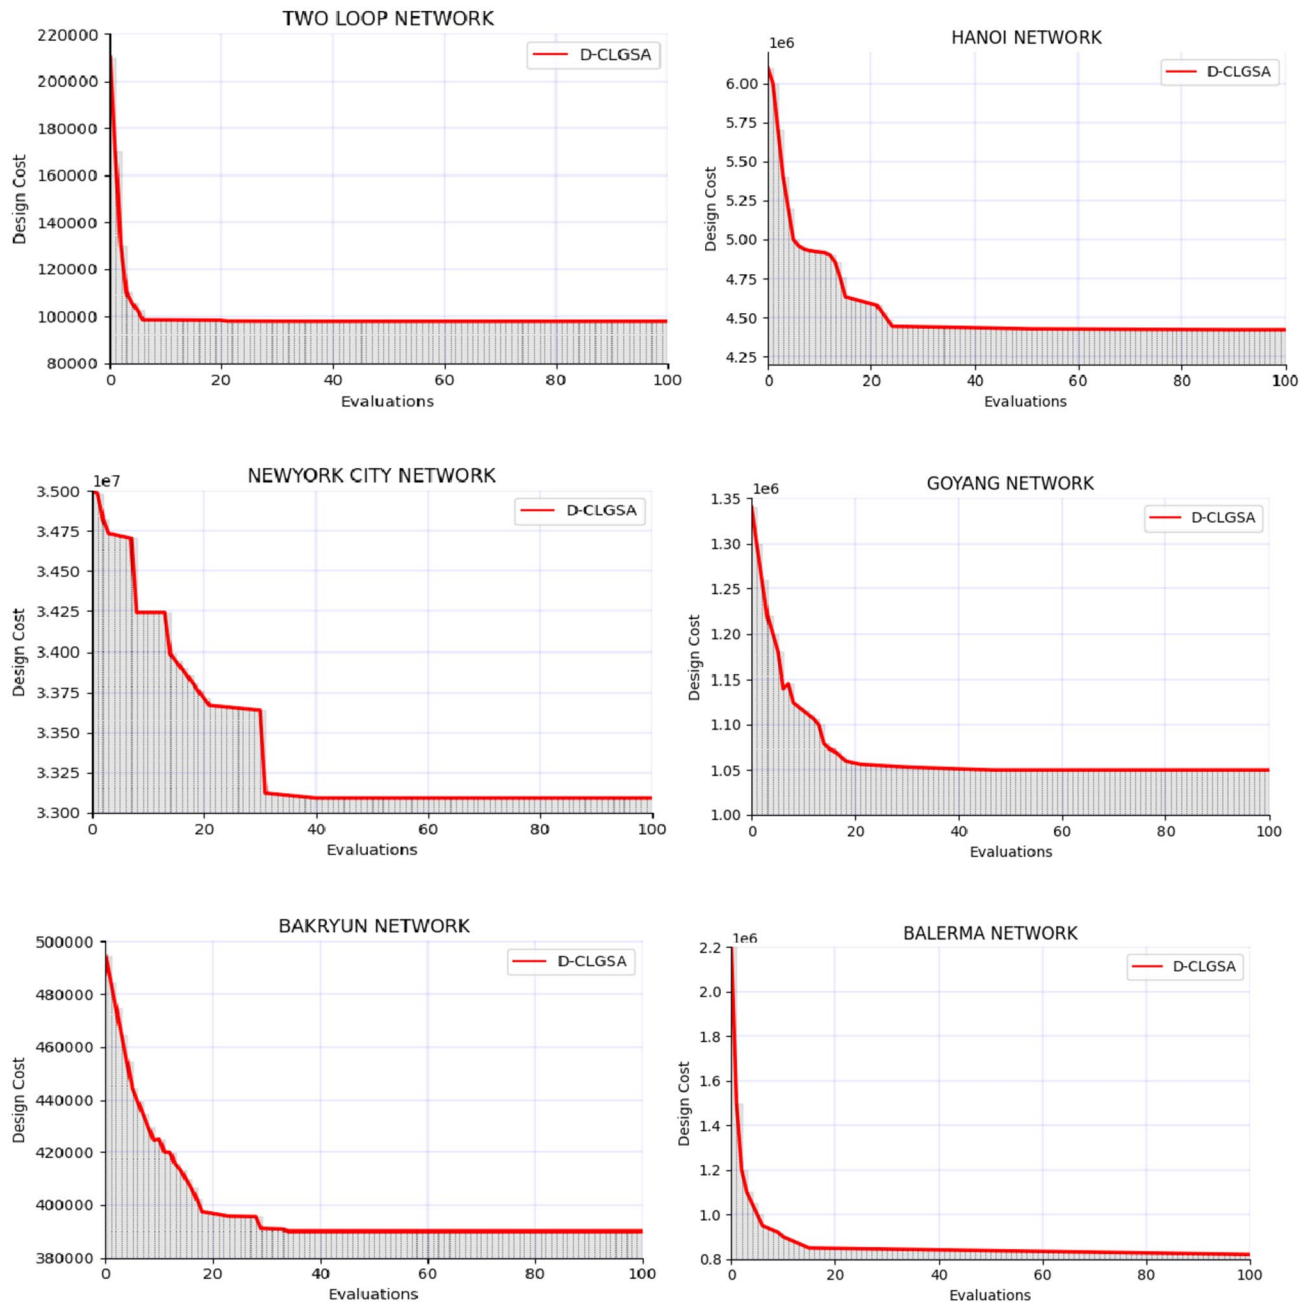 TWO LOOP NETWORK
220000
200000
180000
160000
140000
120000
100000
80000
Design Cost
D-CLGSA
0 20 40 60 80 100
Evaluations
HANOI NETWORK
1e6
6.00
5.75
5.50
5.25
5.00
4.75
4.50
4.25
Design Cost
D-CLGSA
0 20 40 60 80 100
Evaluations
NEWYORK CITY NETWORK
1e7
3.500
3.475
3.450
3.425
3.400
3.375
3.350
3.325
3.300
Design Cost
D-CLGSA
0 20 40 60 80 100
Evaluations
GOYANG NETWORK
1e6
1.35
1.30
1.25
1.20
1.15
1.10
1.05
1.00
Design Cost
D-CLGSA
0 20 40 60 80 100
Evaluations
BAKRYUN NETWORK
500000
480000
460000
440000
420000
400000
380000
Design Cost
D-CLGSA
0 20 40 60 80 100
Evaluations
BALERMA NETWORK
1e6
2.2
2.0
1.8
1.6
1.4
1.2
1.0
0.8
Design Cost
D-CLGSA
0 20 40 60 80 100
Evaluations